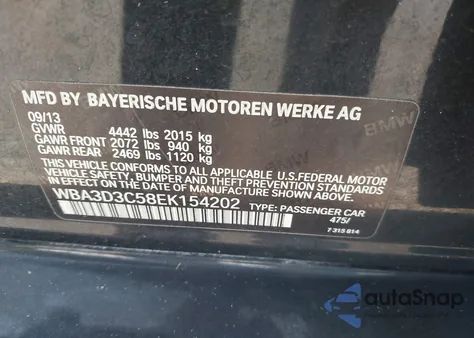 MFD BY BAYERISCHE MOTOREN WERKE AG
09/13
GVWR 4442 lbs 2015 kg
GAWR FRONT 2072 lbs 940 kg
GAWR REAR 2469 lbs 1120 kg
THIS VEHICLE CONFORMS TO ALL APPLICABLE U.S.FEDERAL MOTOR
VEHICLE SAFETY, BUMPER, AND THEFT PREVENTION STANDARDS IN
EFFECT ON THE DATE OF MANUFACTURE SHOWN ABOVE.
WBA3D3C58EK154202 TYPE: PASSENGER CAR
475/
7 315 814
BMW
BMW
autoSnap